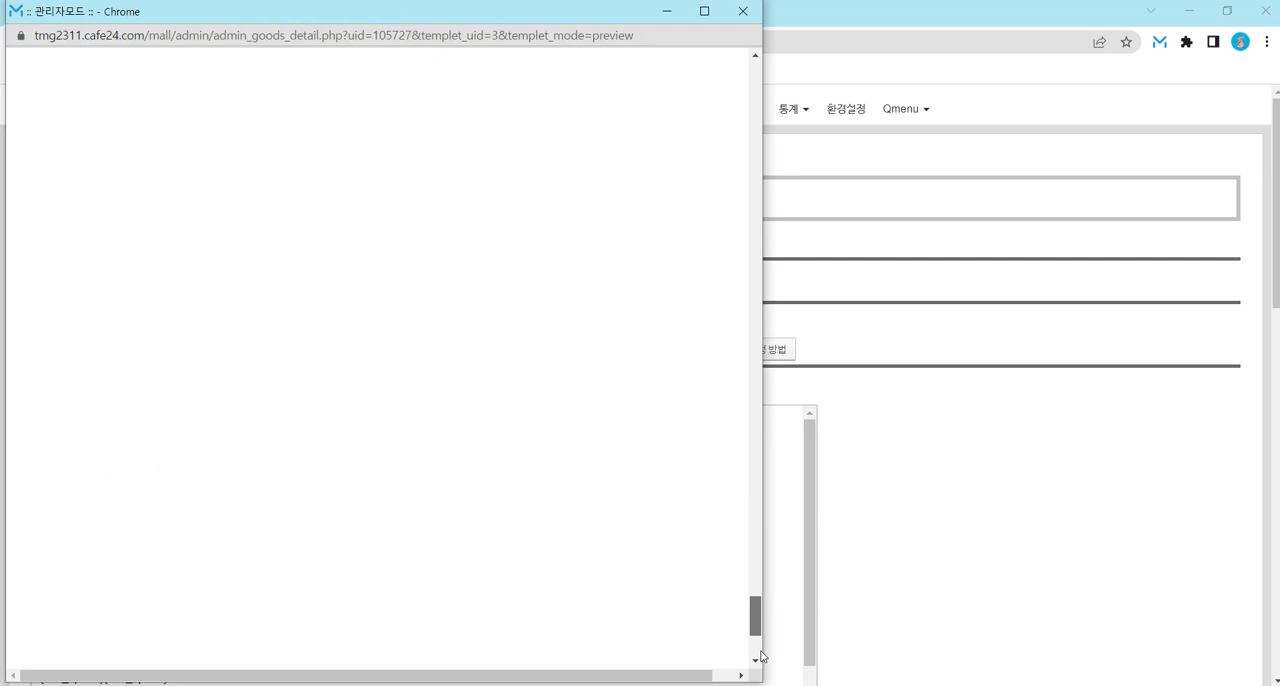 :: 관리자모드 :: - Chrome
tmg2311.cafe24.com/mall/admin/admin_goods_detail.php?uid=105727&templet_uid=3&templet_mode=preview
통계 환경설정 Qmenu
방법